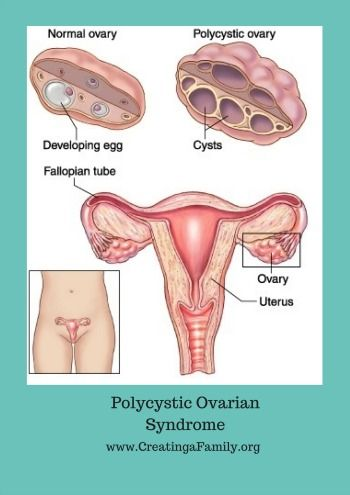 Normal ovary
Polycystic ovary
Developing egg
Cysts
Fallopian tube
Ovary
Uterus
Polycystic Ovarian
Syndrome
www.CreatingaFamily.org